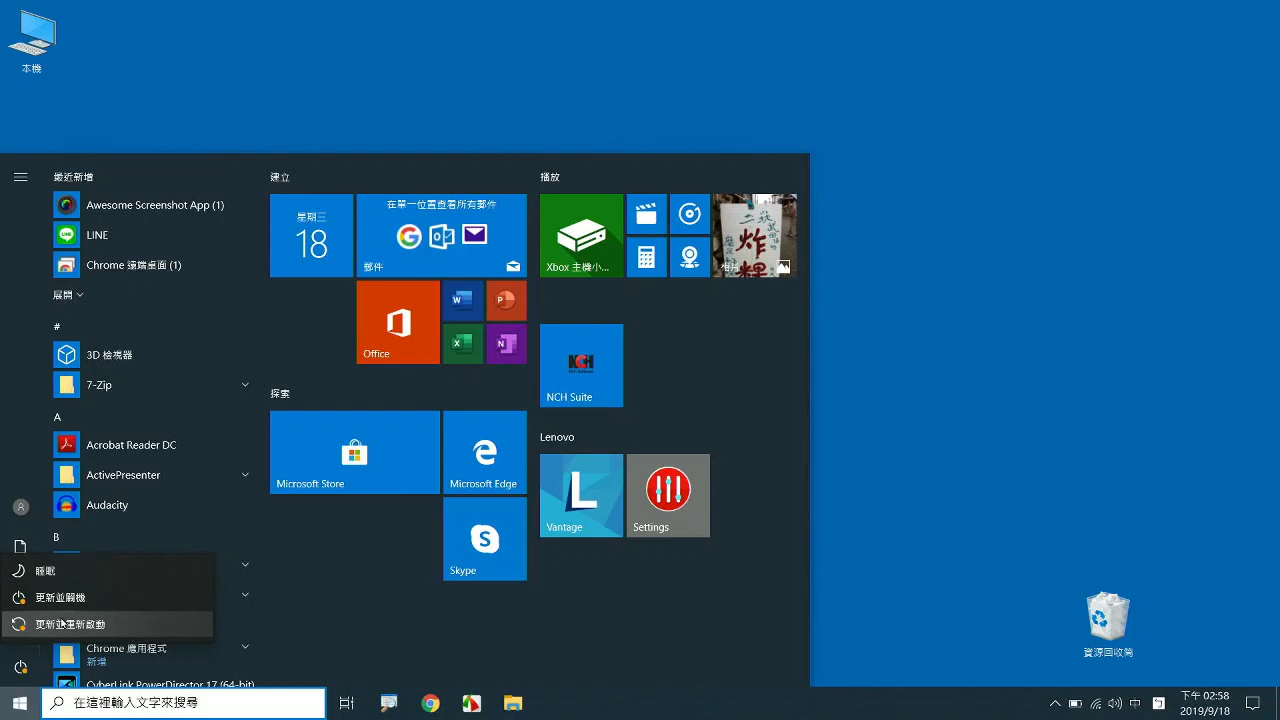 本機
最近新增
Awesome Screenshot App (1)
LINE
Chrome 遠端桌面 (1)
展開
#
3D 檢視器
7-Zip
A
Acrobat Reader DC
ActivePresenter
Audacity
B
睡眠
更新並關機
更新並重新啟動
Chrome 應用程式
新增
CyberLink PowerDirector 17 (64-bit)
建立
星期三
18
在單一位置查看所有郵件
郵件
Office
探索
Microsoft Store
Microsoft Edge
Skype
播放
Xbox 主機小...
炸粿
相片
NCH
NCH Suite
Lenovo
L
Vantage
Settings
資源回收筒
在這裡輸入文字來搜尋
中
下午 02:58
2019/9/18